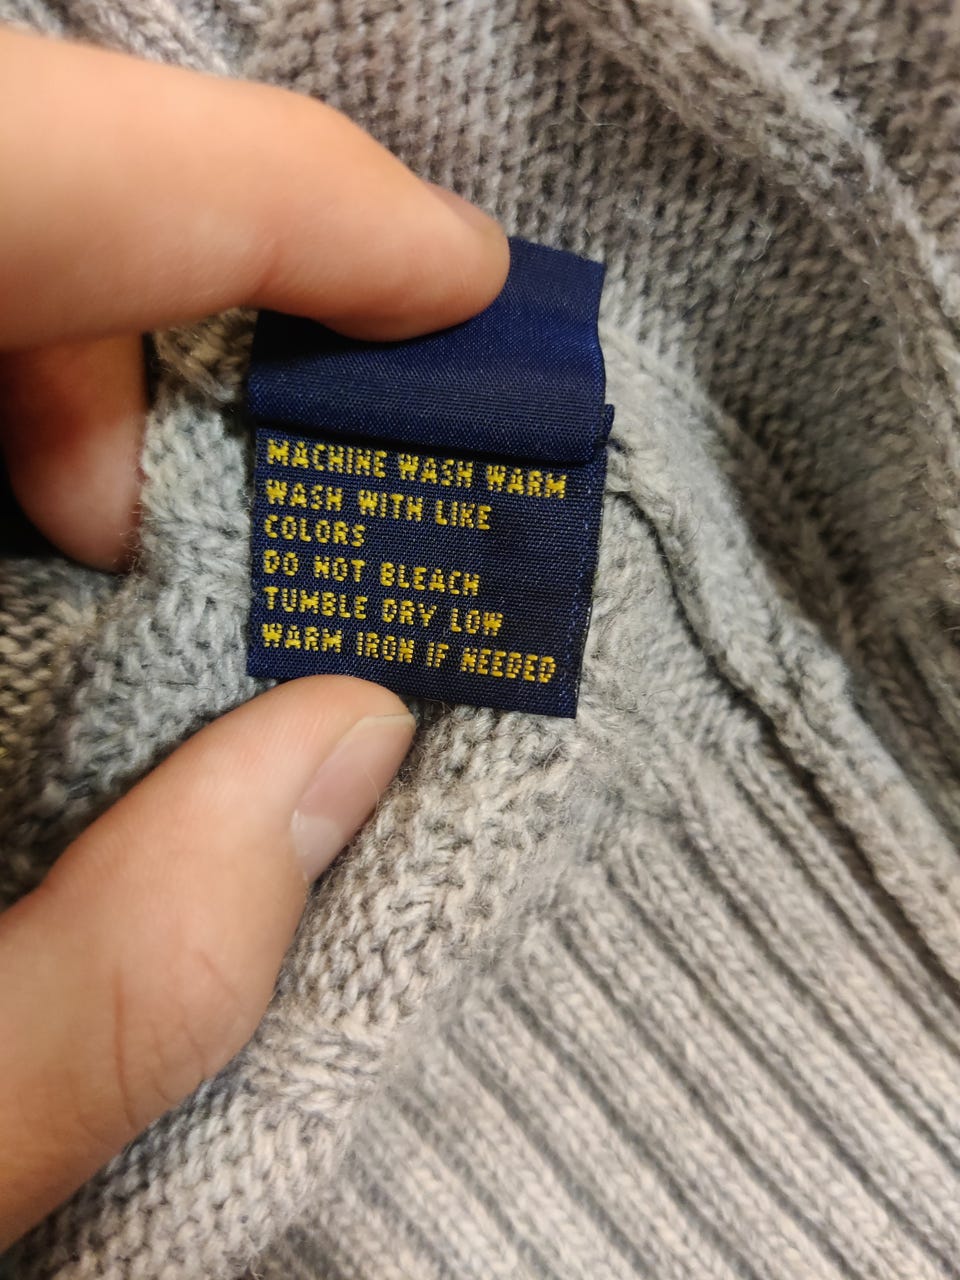 MACHINE WASH WARM
WASH WITH LIKE
COLORS
DO NOT BLEACH
TUMBLE DRY LOW
WARM IRON IF NEEDED